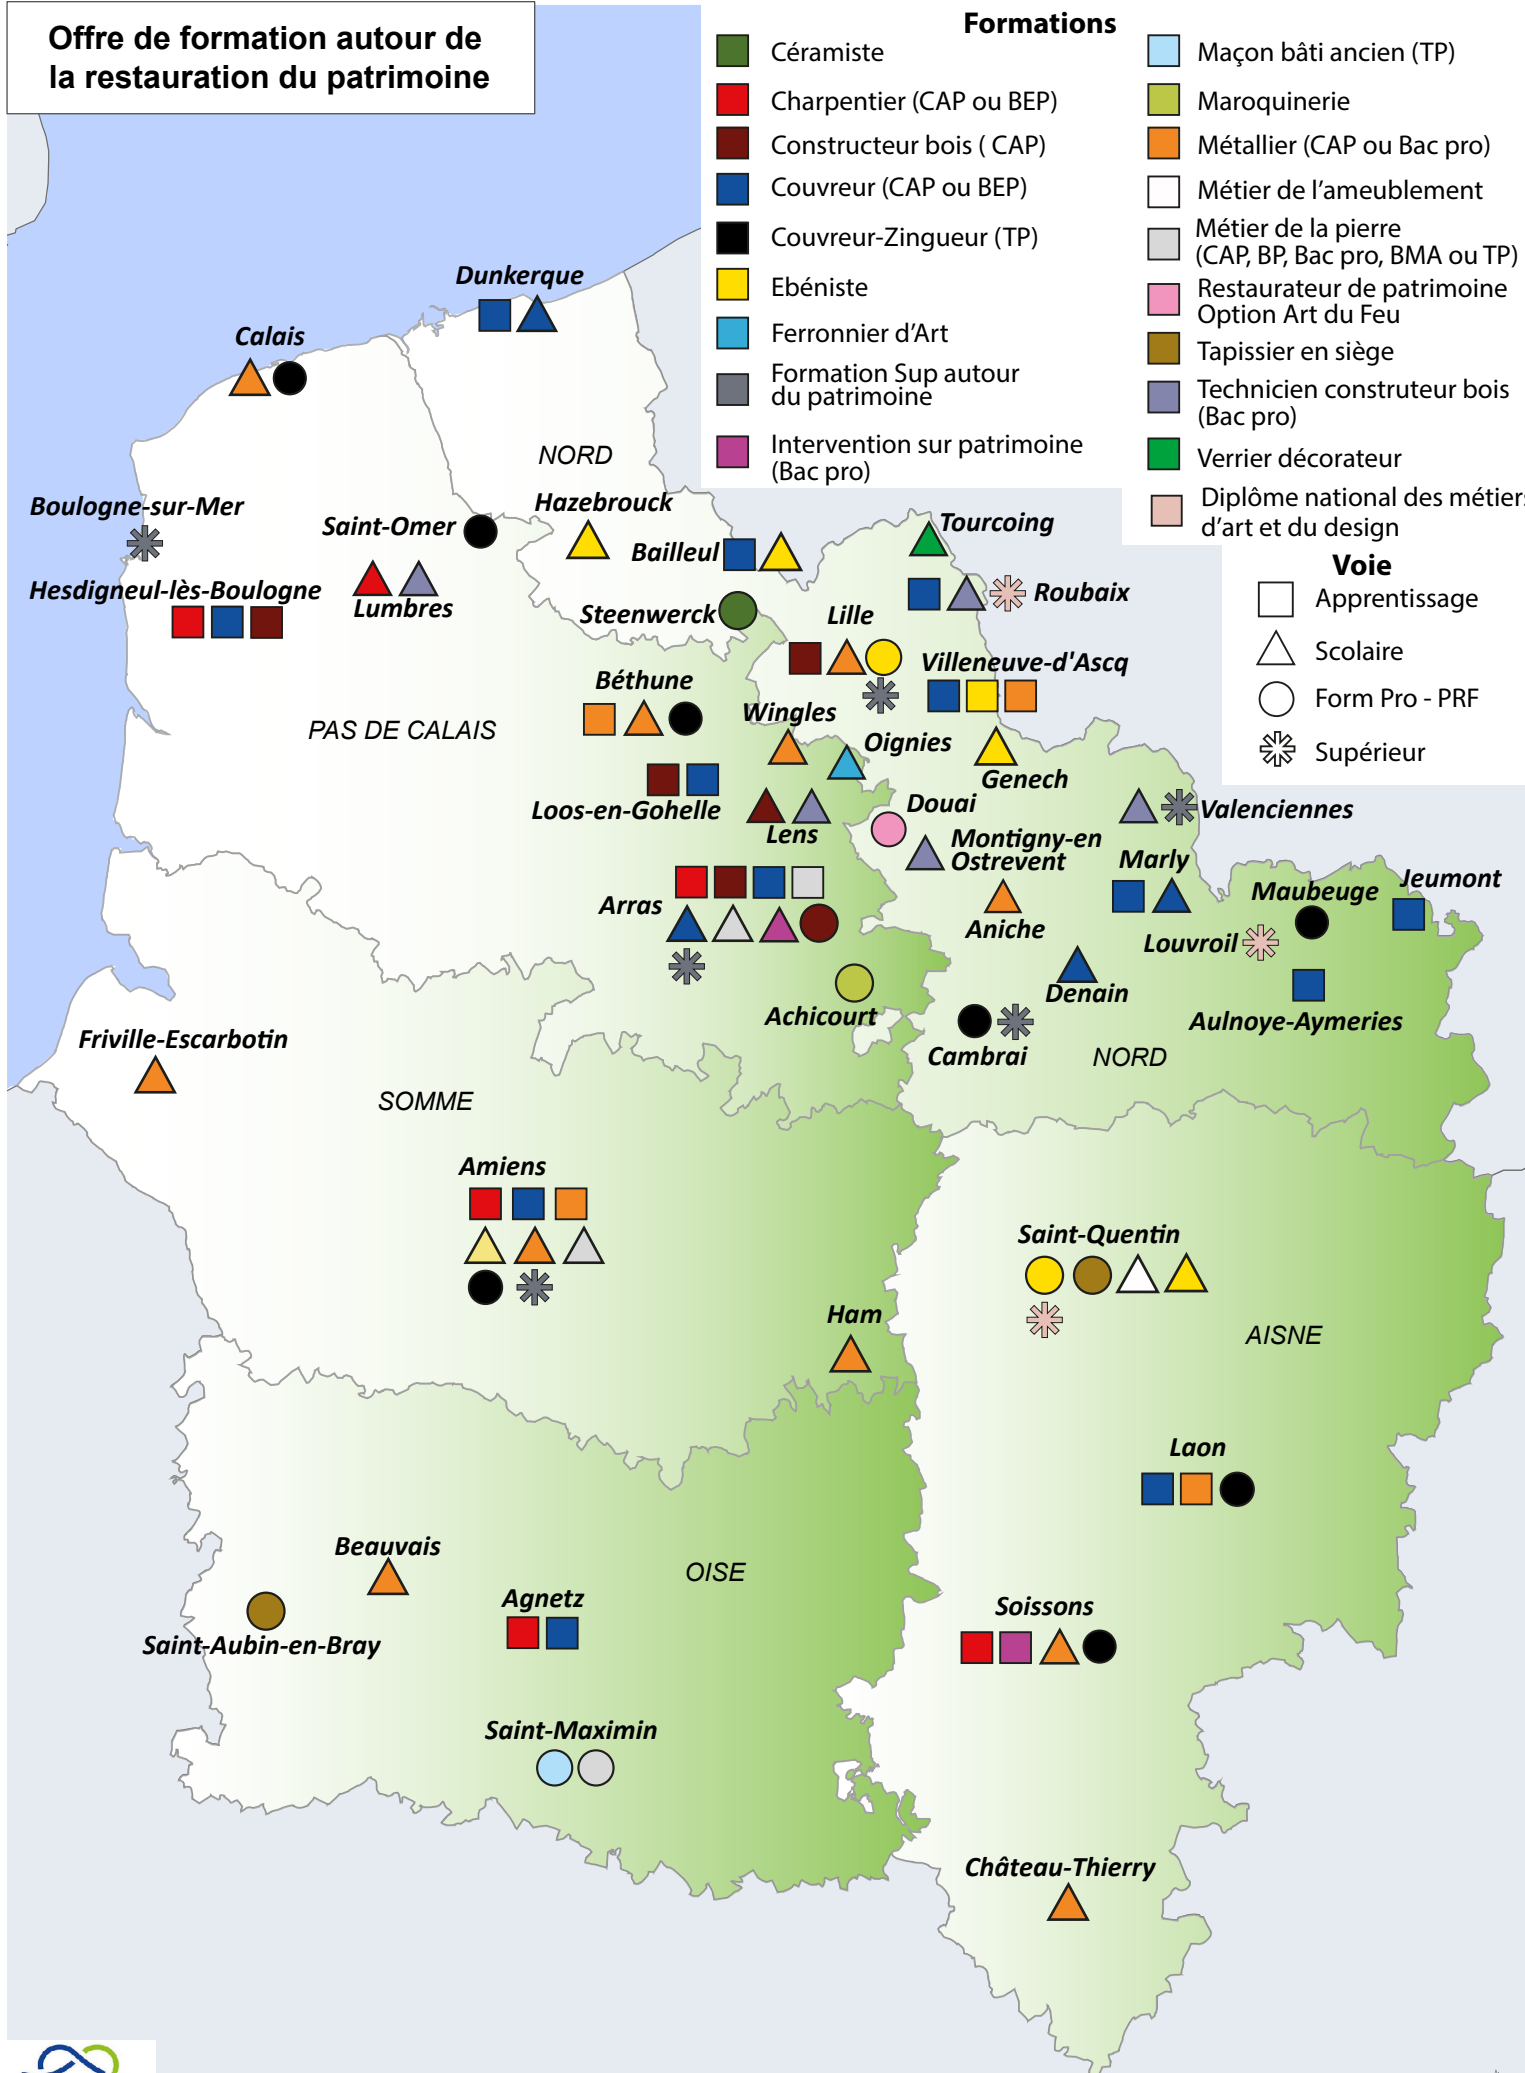 Offre de formation autour de
la restauration du patrimoine
Formations
Céramiste
Charpentier (CAP ou BEP)
Constructeur bois ( CAP)
Couvreur (CAP ou BEP)
Couvreur-Zingueur (TP)
Ebéniste
Ferronnier d'Art
Formation Sup autour
du patrimoine
Intervention sur patrimoine
(Bac pro)
Maçon bâti ancien (TP)
Maroquinerie
Métallier (CAP ou Bac pro)
Métier de l'ameublement
Métier de la pierre
(CAP, BP, Bac pro, BMA ou TP)
Restaurateur de patrimoine
Option Art du Feu
Tapissier en siège
Technicien construteur bois
(Bac pro)
Verrier décorateur
Diplôme national des métiers
d'art et du design
Voie
Apprentissage
Scolaire
Form Pro - PRF
Supérieur
Dunkerque
Calais
NORD
Boulogne-sur-Mer
Saint-Omer
Hazebrouck
Bailleul
Tourcoing
Hesdigneul-lès-Boulogne
Lumbres
Steenwerck
Lille
Roubaix
Villeneuve-d'Ascq
Béthune
PAS DE CALAIS
Wingles
Oignies
Genech
Loos-en-Gohelle
Lens
Douai
Valenciennes
Montigny-en
Ostrevent
Marly
Maubeuge
Jeumont
Arras
Aniche
Louvroil
Denain
Achicourt
Aulnoye-Aymeries
Cambrai
NORD
Friville-Escarbotin
SOMME
Amiens
Saint-Quentin
Ham
AISNE
Laon
Beauvais
OISE
Agnetz
Soissons
Saint-Aubin-en-Bray
Saint-Maximin
Château-Thierry